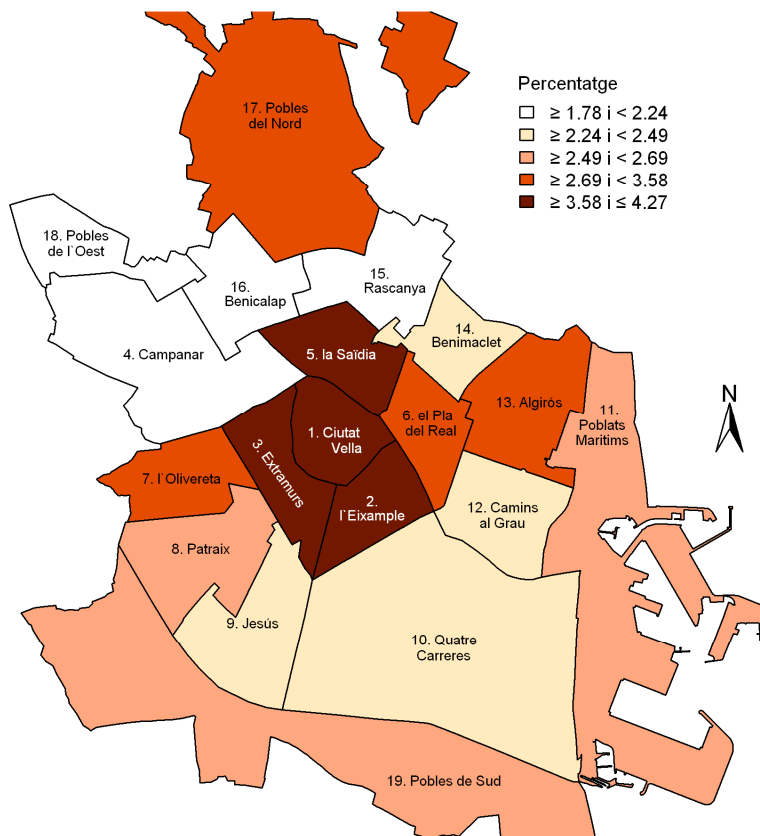 17. Pobles
del Nord
Percentatge
≥ 1.78 i < 2.24
≥ 2.24 i < 2.49
≥ 2.49 i < 2.69
≥ 2.69 i < 3.58
≥ 3.58 i ≤ 4.27
18. Pobles
de l`Oest
16.
Benicalap
15.
Rascanya
14.
Benimaclet
4. Campanar
5. la Saïdia
N
13. Algirós
11.
Poblats
Maritims
6. el Pla
del Real
1. Ciutat
Vella
3. Extramurs
7. l`Olivereta
2.
l`Eixample
12. Camins
al Grau
8. Patraix
9. Jesús
10. Quatre
Carreres
19. Pobles de Sud